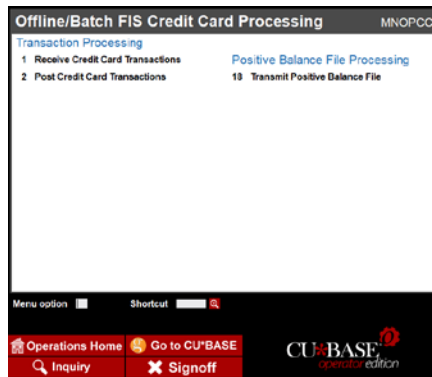 Offline/Batch FIS Credit Card Processing MNOPCC
Transaction Processing
1 Receive Credit Card Transactions
2 Post Credit Card Transactions
Positive Balance File Processing
18 Transmit Positive Balance File
Menu option
Shortcut
Operations Home
Go to CU*BASE
Inquiry
Signoff
CU*BASE
operator edition